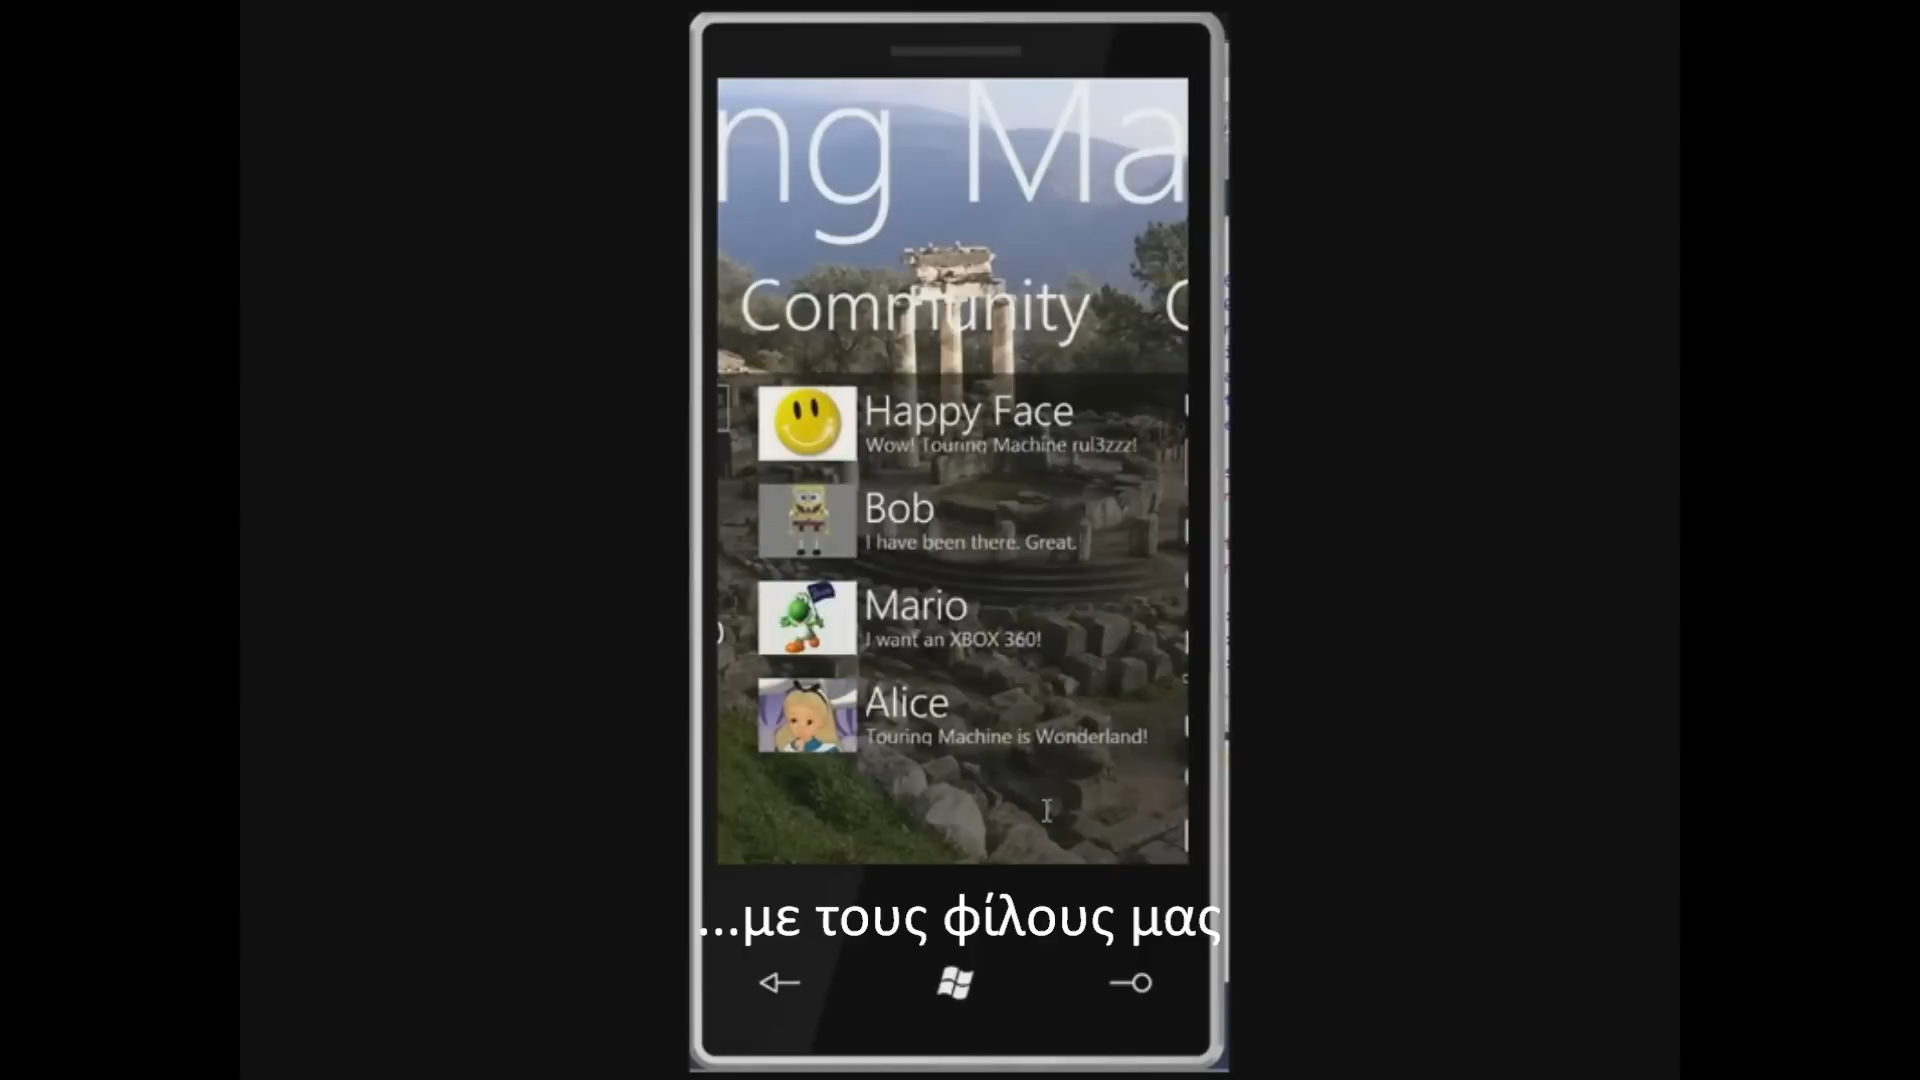 ng Ma
Community C
Happy Face
Wow! Touring Machine rul3zzz!
Bob
I have been there. Great.
Mario
I want an XBOX 360!
Alice
Touring Machine is Wonderland!
...με τους φίλους μας